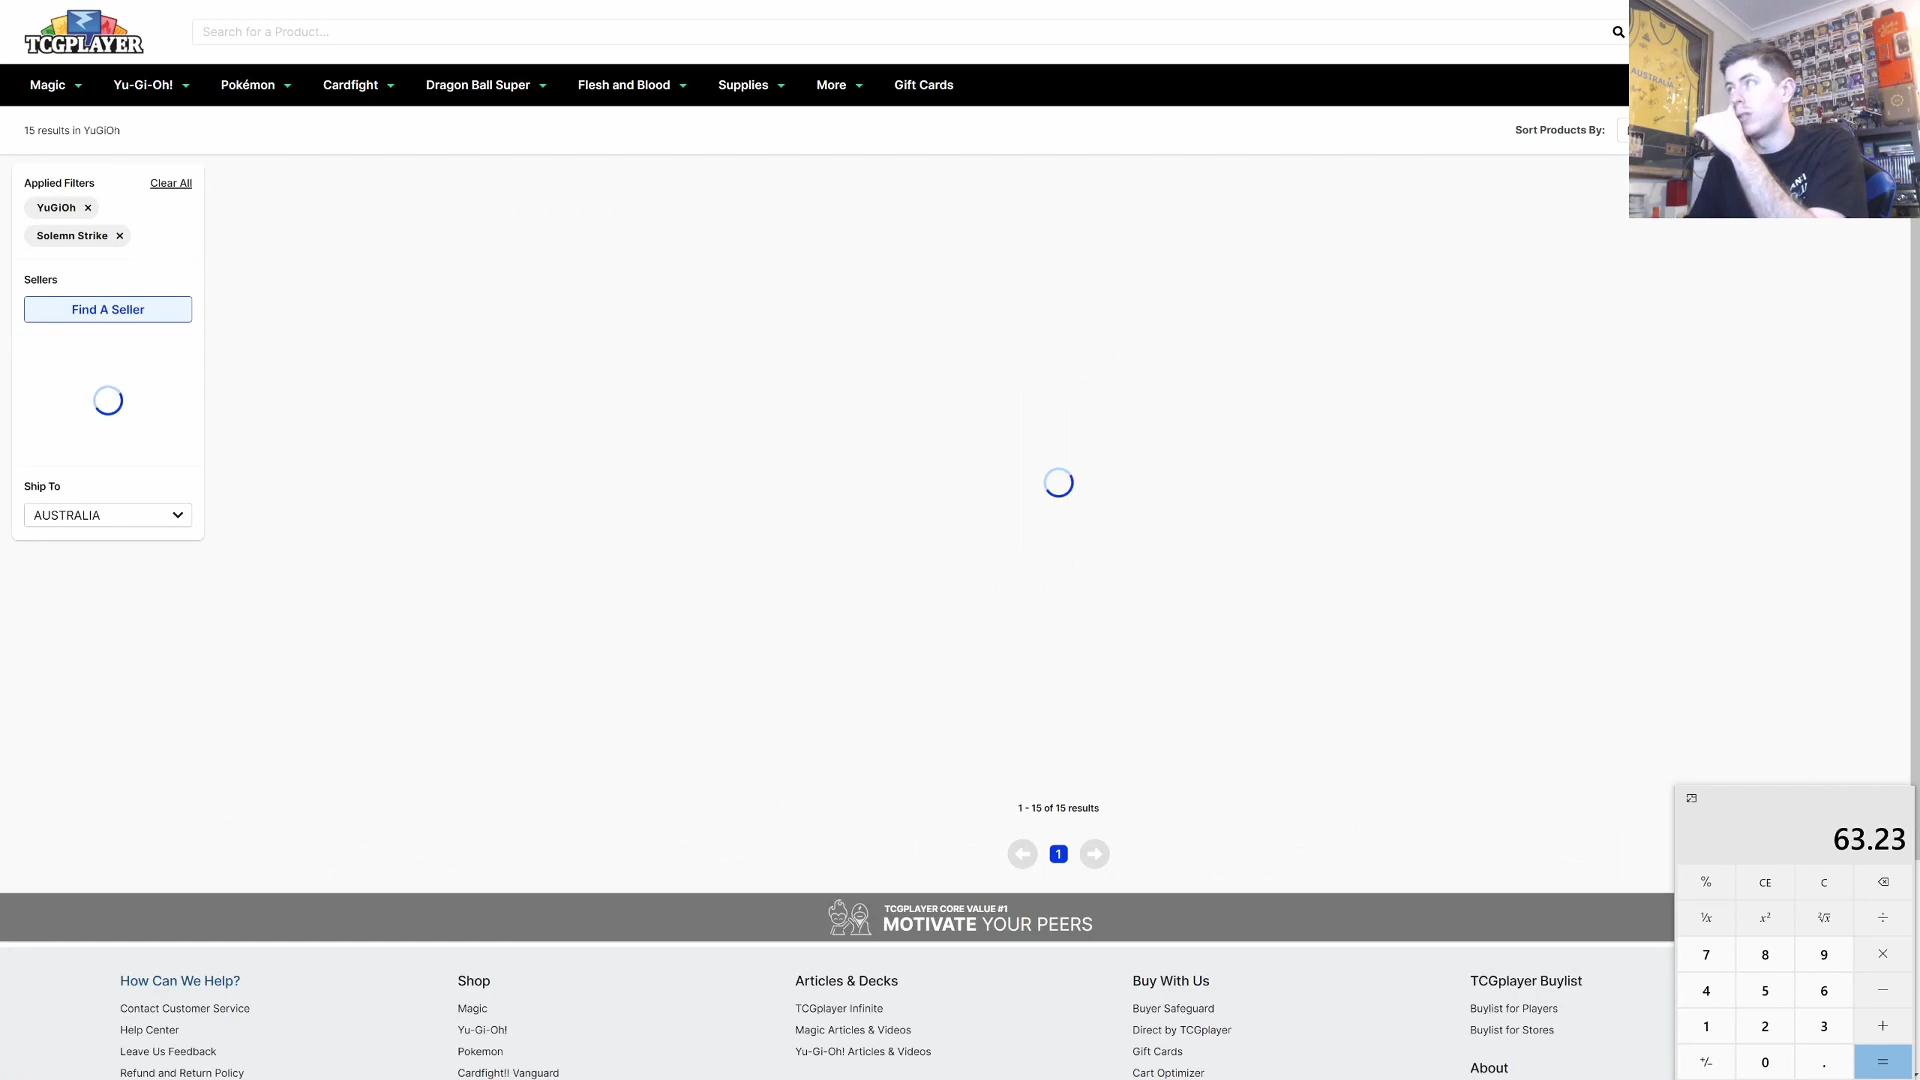 TCGPLAYER
Search for a Product...
Magic
Yu-Gi-Oh!
Pokémon
Cardfight
Dragon Ball Super
Flesh and Blood
Supplies
More
Gift Cards
15 results in YuGiOh
Sort Products By:
AUSTRALIA
Applied Filters
Clear All
YuGiOh ×
Solemn Strike ×
Sellers
Find A Seller
Ship To
AUSTRALIA
1 - 15 of 15 results
1
TCGPLAYER CORE VALUE #1
MOTIVATE YOUR PEERS
How Can We Help?
Contact Customer Service
Help Center
Leave Us Feedback
Refund and Return Policy
Shop
Magic
Yu-Gi-Oh!
Pokemon
Cardfight!! Vanguard
Articles & Decks
TCGplayer Infinite
Magic Articles & Videos
Yu-Gi-Oh! Articles & Videos
Buy With Us
Buyer Safeguard
Direct by TCGplayer
Gift Cards
Cart Optimizer
TCGplayer Buylist
Buylist for Players
Buylist for Stores
About
63.23
% CE C
¹/x x² ²√x ÷
7 8 9 ×
4 5 6 −
1 2 3 +
+/− 0 . =